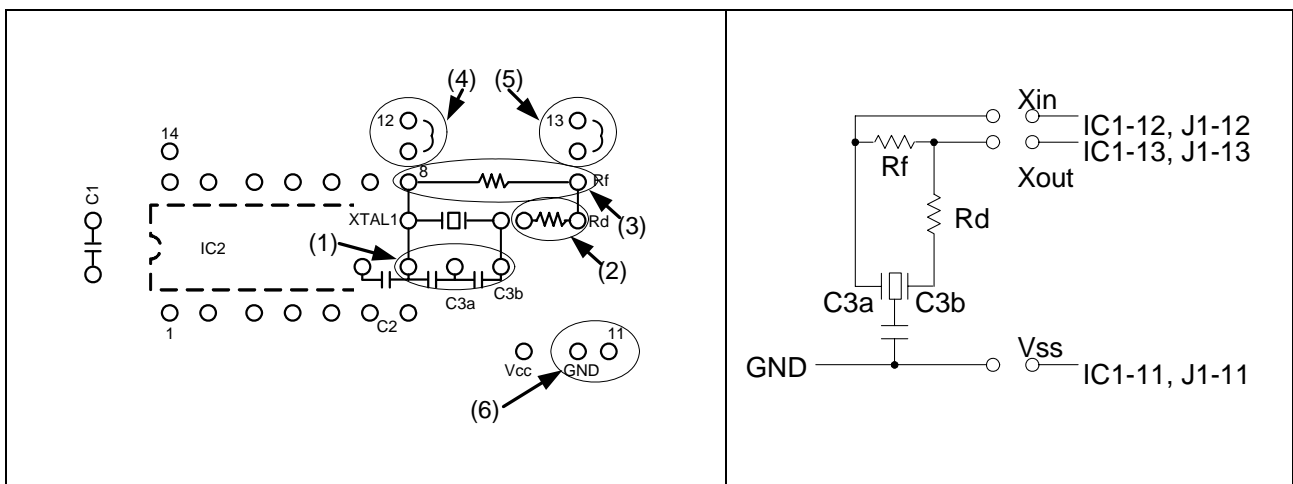 (4) (5)
12 13
14
8 Rf
C1
XTAL1 Rd (3)
(1) IC2 (2)
C3a C3b
1 C2
11
Vcc GND
(6)
Xin
IC1-12, J1-12
IC1-13, J1-13
Rf
Xout
Rd
C3a C3b
Vss
GND
IC1-11, J1-11